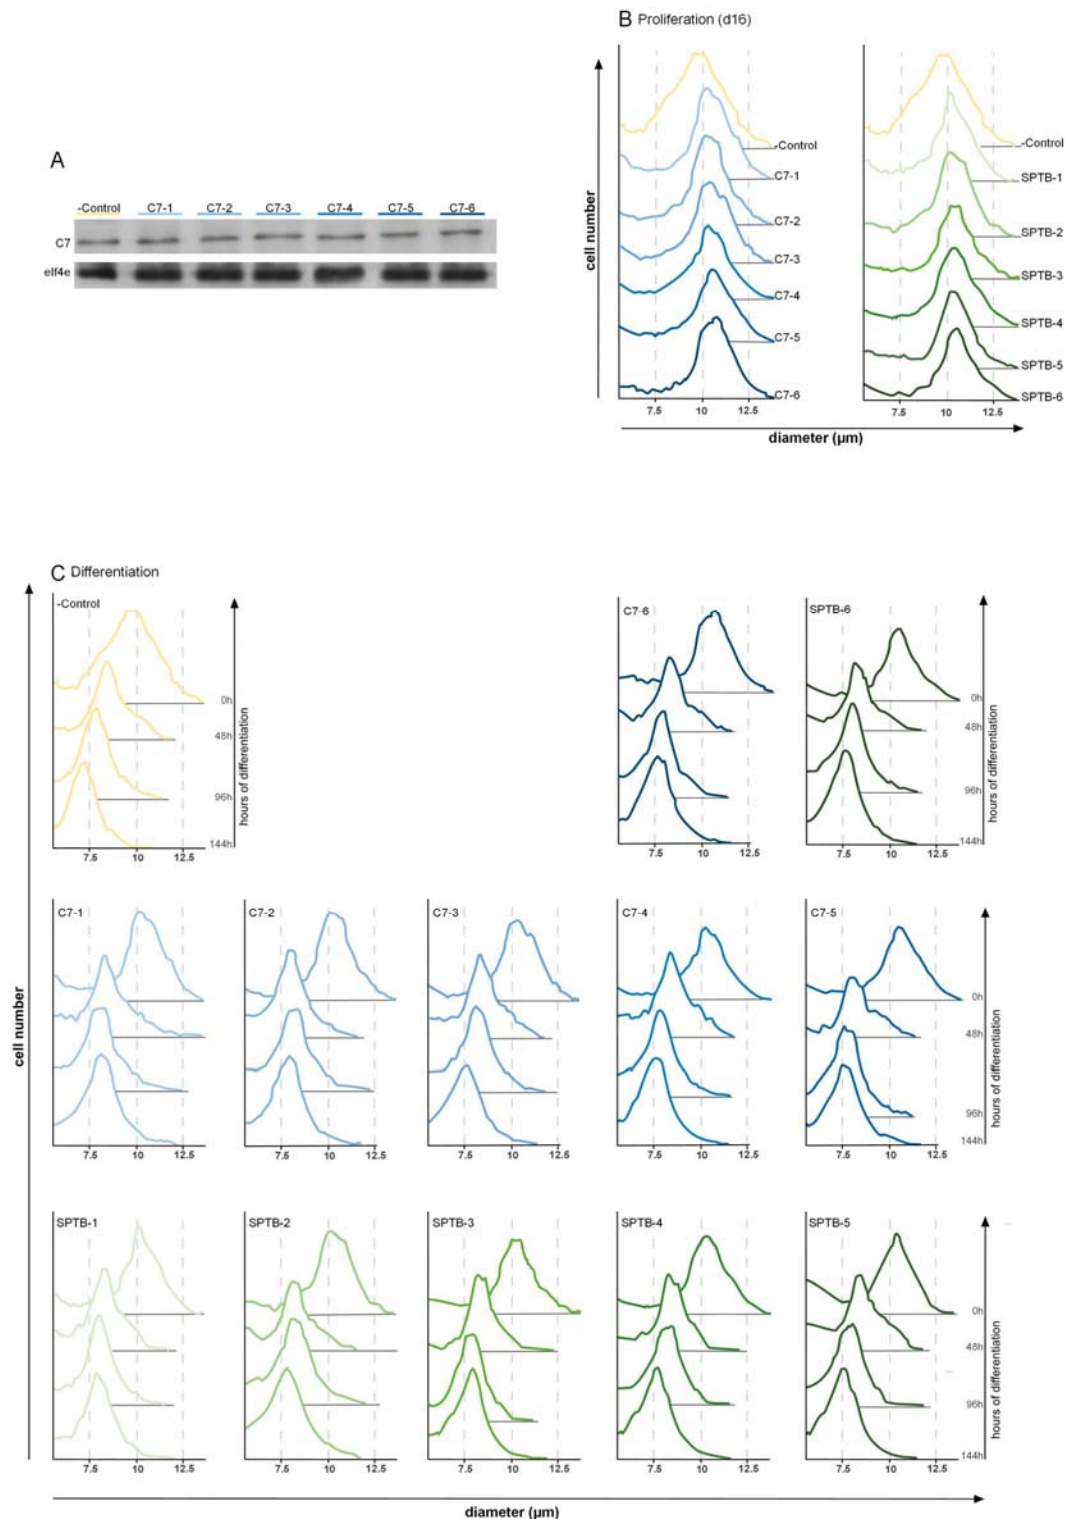 B Proliferation (d16)
A
-Control C7-1 C7-2 C7-3 C7-4 C7-5 C7-6
C7
eIf4e
cell number
-Control
C7-1
C7-2
C7-3
C7-4
C7-5
C7-6
7.5 10 12.5
-Control
SPTB-1
SPTB-2
SPTB-3
SPTB-4
SPTB-5
SPTB-6
7.5 10 12.5
diameter (µm)
C Differentiation
cell number
-Control
0h
48h
96h
144h
hours of differentiation
7.5 10 12.5
C7-6
7.5 10 12.5
SPTB-6
0h
48h
96h
144h
hours of differentiation
7.5 10 12.5
C7-1 C7-2 C7-3 C7-4 C7-5
0h
48h
96h
144h
hours of differentiation
7.5 10 12.5 7.5 10 12.5 7.5 10 12.5 7.5 10 12.5 7.5 10 12.5
SPTB-1 SPTB-2 SPTB-3 SPTB-4 SPTB-5
0h
48h
96h
144h
hours of differentiation
7.5 10 12.5 7.5 10 12.5 7.5 10 12.5 7.5 10 12.5 7.5 10 12.5
diameter (µm)